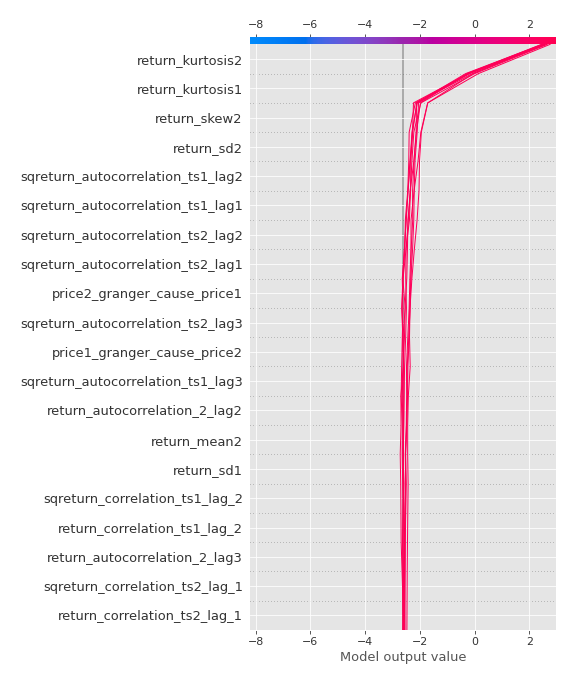 −8 −6 −4 −2 0 2
return_kurtosis2
return_kurtosis1
return_skew2
return_sd2
sqreturn_autocorrelation_ts1_lag2
sqreturn_autocorrelation_ts1_lag1
sqreturn_autocorrelation_ts2_lag2
sqreturn_autocorrelation_ts2_lag1
price2_granger_cause_price1
sqreturn_autocorrelation_ts2_lag3
price1_granger_cause_price2
sqreturn_autocorrelation_ts1_lag3
return_autocorrelation_2_lag2
return_mean2
return_sd1
sqreturn_correlation_ts1_lag_2
return_correlation_ts1_lag_2
return_autocorrelation_2_lag3
sqreturn_correlation_ts2_lag_1
return_correlation_ts2_lag_1
−8 −6 −4 −2 0 2
Model output value